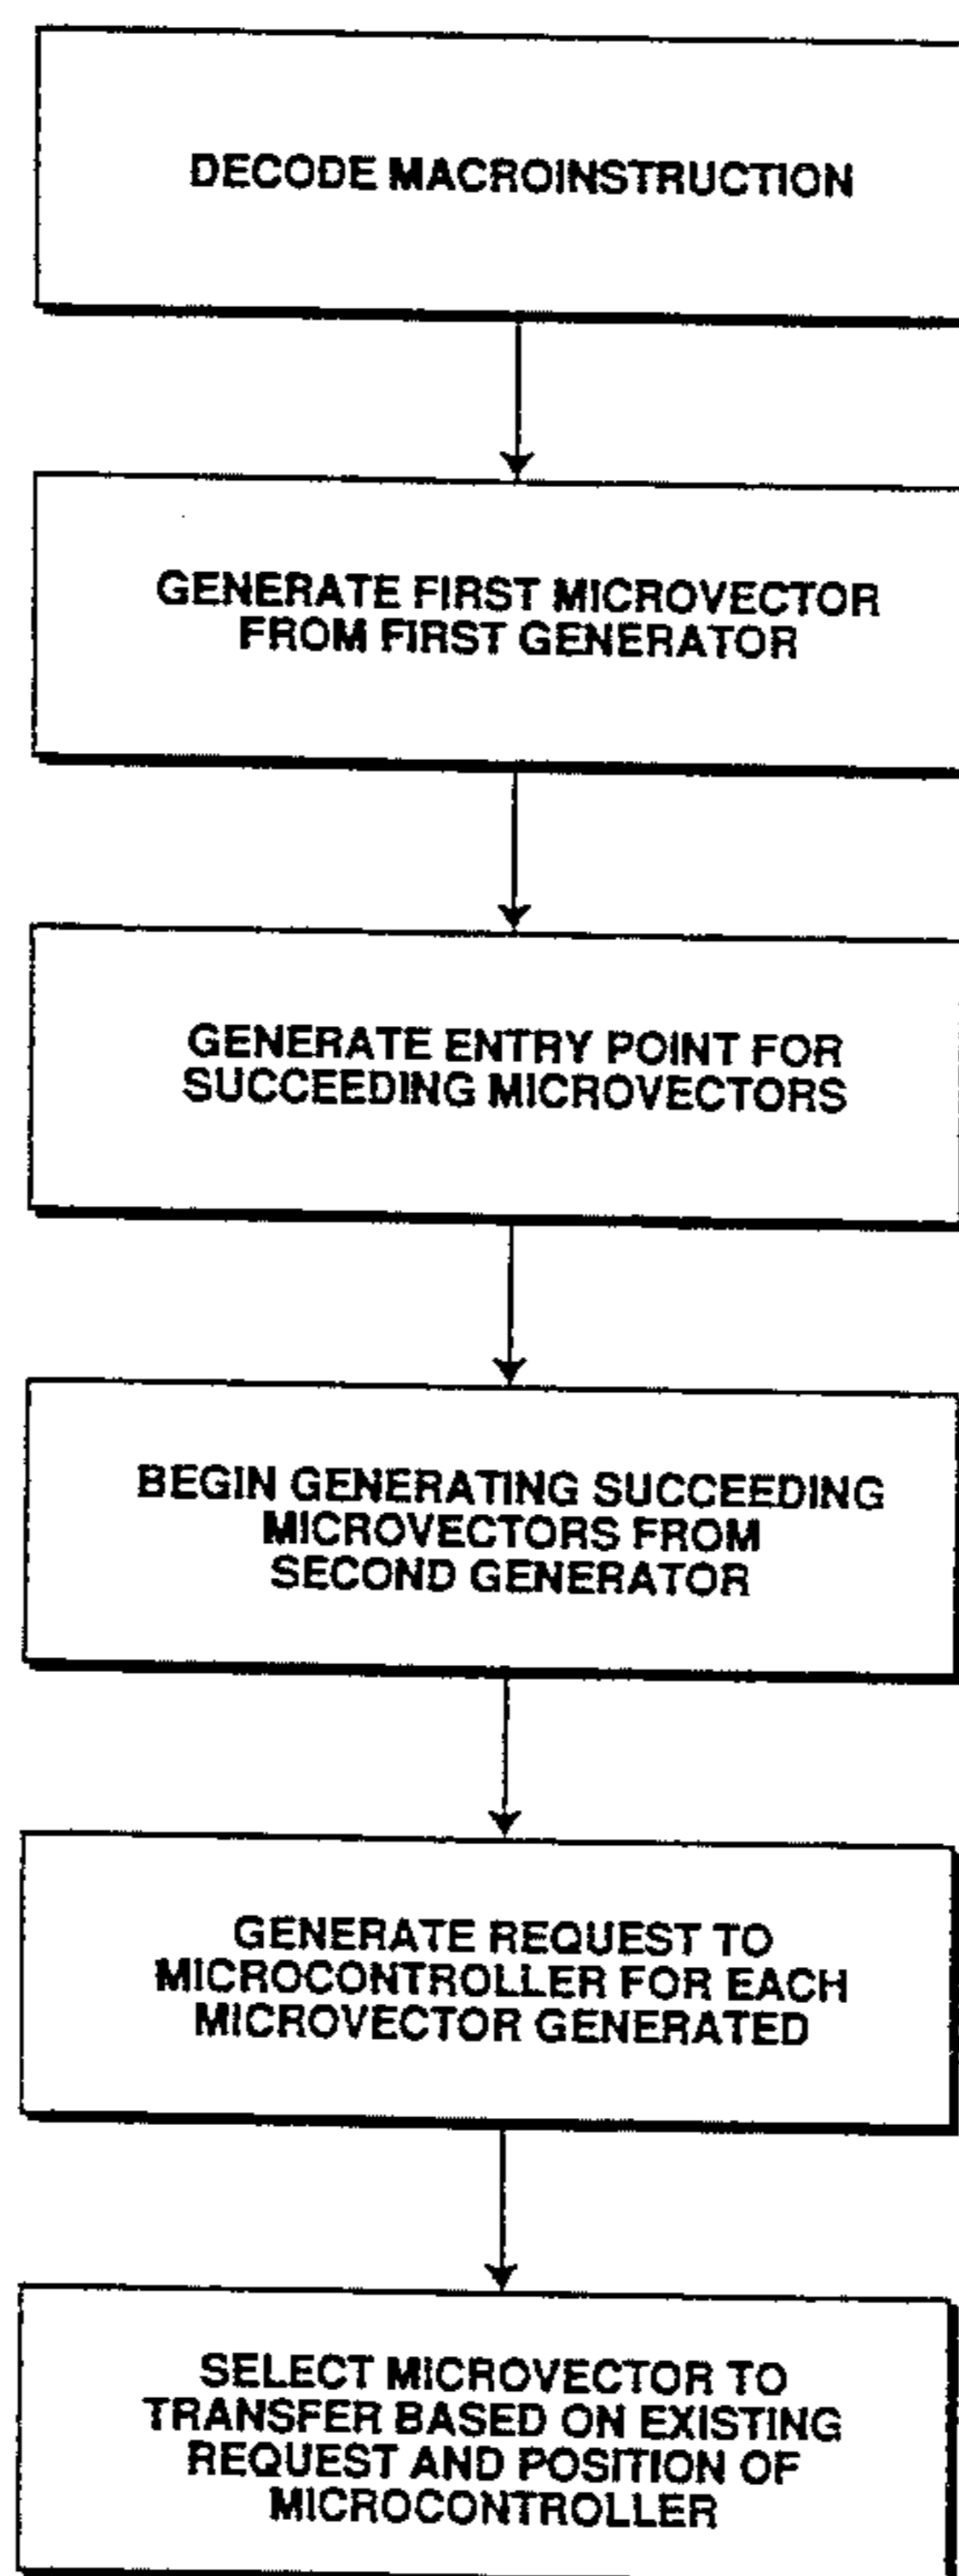 DECODE MACROINSTRUCTION
GENERATE FIRST MICROVECTOR
FROM FIRST GENERATOR
GENERATE ENTRY POINT FOR
SUCCEEDING MICROVECTORS
BEGIN GENERATING SUCCEEDING
MICROVECTORS FROM
SECOND GENERATOR
GENERATE REQUEST TO
MICROCONTROLLER FOR EACH
MICROVECTOR GENERATED
SELECT MICROVECTOR TO
TRANSFER BASED ON EXISTING
REQUEST AND POSITION OF
MICROCONTROLLER